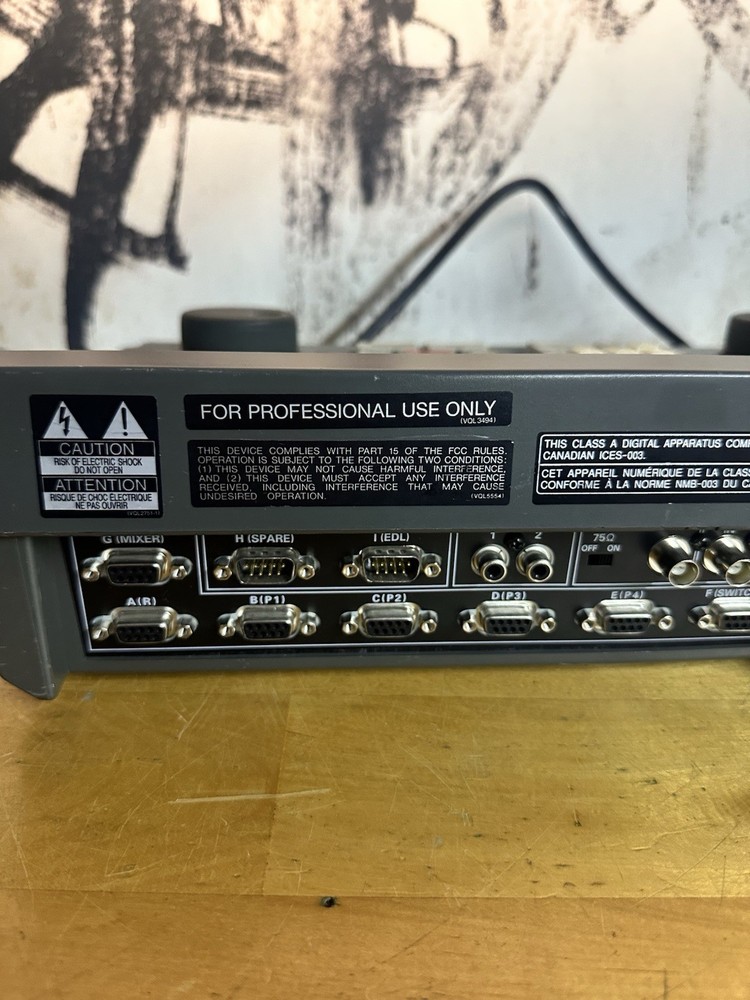 FOR PROFESSIONAL USE ONLY
(VQL3494)
CAUTION
RISK OF ELECTRIC SHOCK
DO NOT OPEN
ATTENTION
RISQUE DE CHOC ÉLECTRIQUE
NE PAS OUVRIR
THIS DEVICE COMPLIES WITH PART 15 OF THE FCC RULES.
OPERATION IS SUBJECT TO THE FOLLOWING TWO CONDITIONS:
(1) THIS DEVICE MAY NOT CAUSE HARMFUL INTERFERENCE,
AND (2) THIS DEVICE MUST ACCEPT ANY INTERFERENCE
RECEIVED, INCLUDING INTERFERENCE THAT MAY CAUSE
UNDESIRED OPERATION.
(VQL5554)
THIS CLASS A DIGITAL APPARATUS COM
CANADIAN ICES-003.
CET APPAREIL NUMÉRIQUE DE LA CLASS
CONFORME À LA NORME NMB-003 DU C
G (MIXER) H (SPARE) I (EDL) 1 2 75Ω
OFF ON
A (R) B (P1) C (P2) D (P3) E (P4) F (SWITC